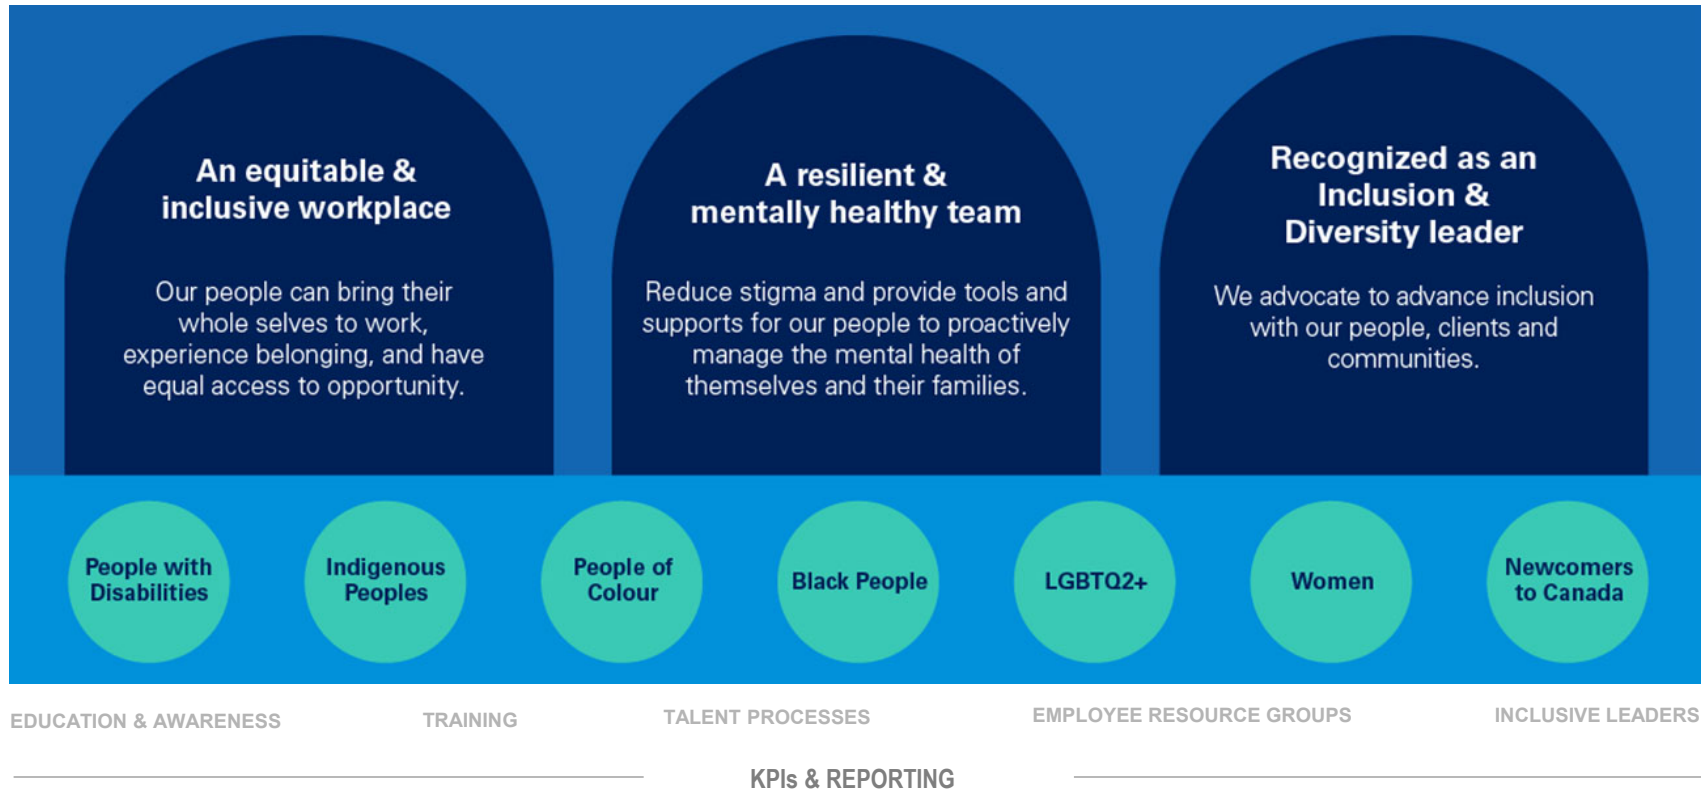 An equitable &
inclusive workplace
Our people can bring their
whole selves to work,
experience belonging, and have
equal access to opportunity.
A resilient &
mentally healthy team
Reduce stigma and provide tools and
supports for our people to proactively
manage the mental health of
themselves and their families.
Recognized as an
Inclusion &
Diversity leader
We advocate to advance inclusion
with our people, clients and
communities.
People with
Disabilities
Indigenous
Peoples
People of
Colour
Black People
LGBTQ2+
Women
Newcomers
to Canada
EDUCATION & AWARENESS
TRAINING
TALENT PROCESSES
EMPLOYEE RESOURCE GROUPS
INCLUSIVE LEADERS
KPIs & REPORTING